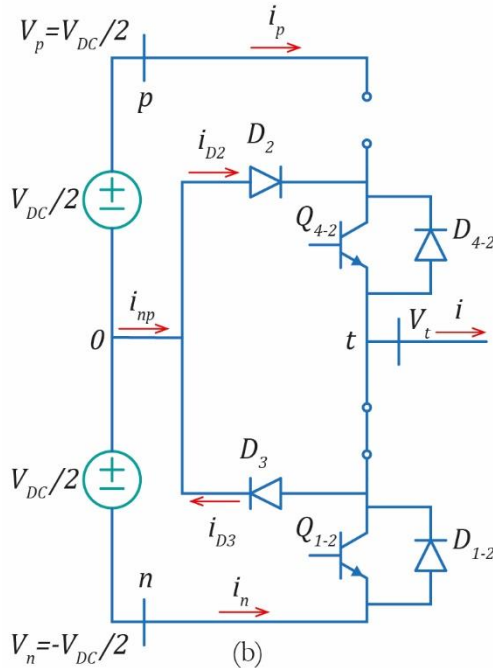 V_p=V_DC/2
i_p
p
i_D2
D_2
V_DC/2
Q_4-2
D_4-2
i_np
0
t
V_t
i
D_3
V_DC/2
i_D3
Q_1-2
D_1-2
n
i_n
V_n=-V_DC/2
(b)